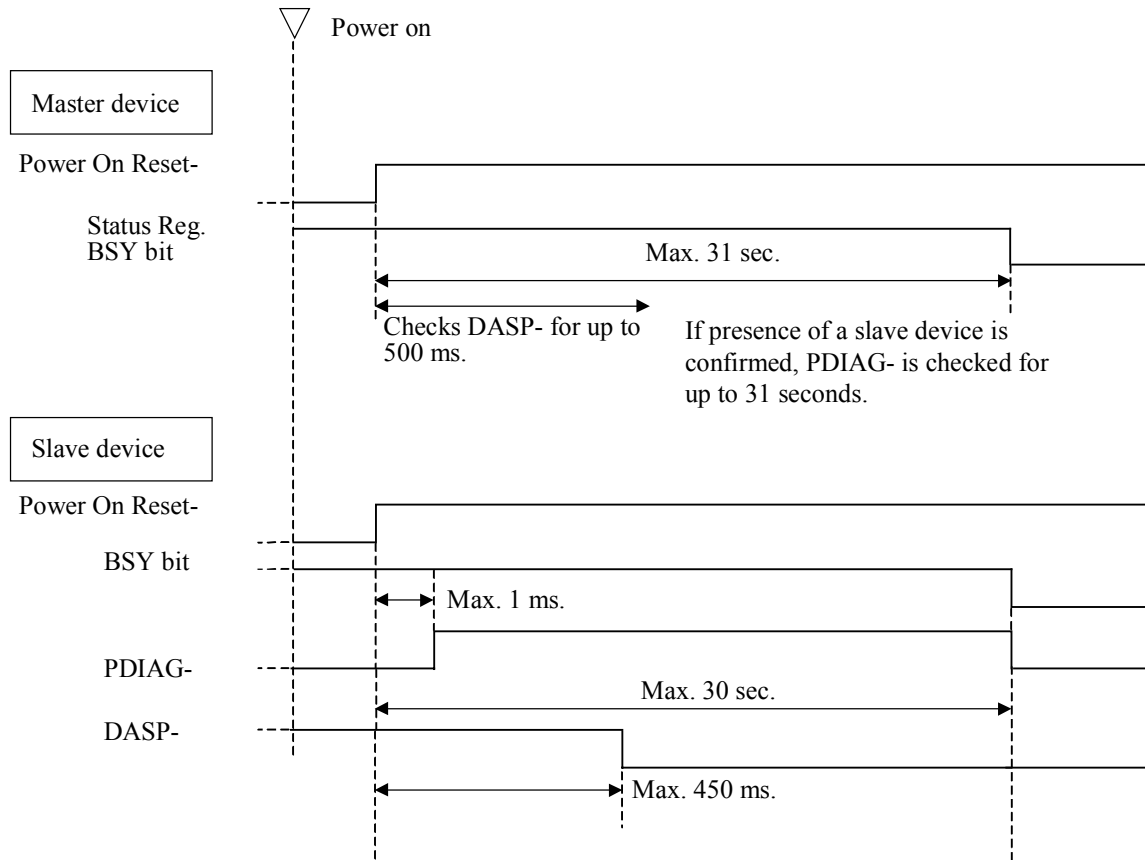 Power on
Master device
Power On Reset-
Status Reg.
BSY bit
Max. 31 sec.
Checks DASP- for up to
500 ms.
If presence of a slave device is
confirmed, PDIAG- is checked for
up to 31 seconds.
Slave device
Power On Reset-
BSY bit
Max. 1 ms.
PDIAG-
Max. 30 sec.
DASP-
Max. 450 ms.